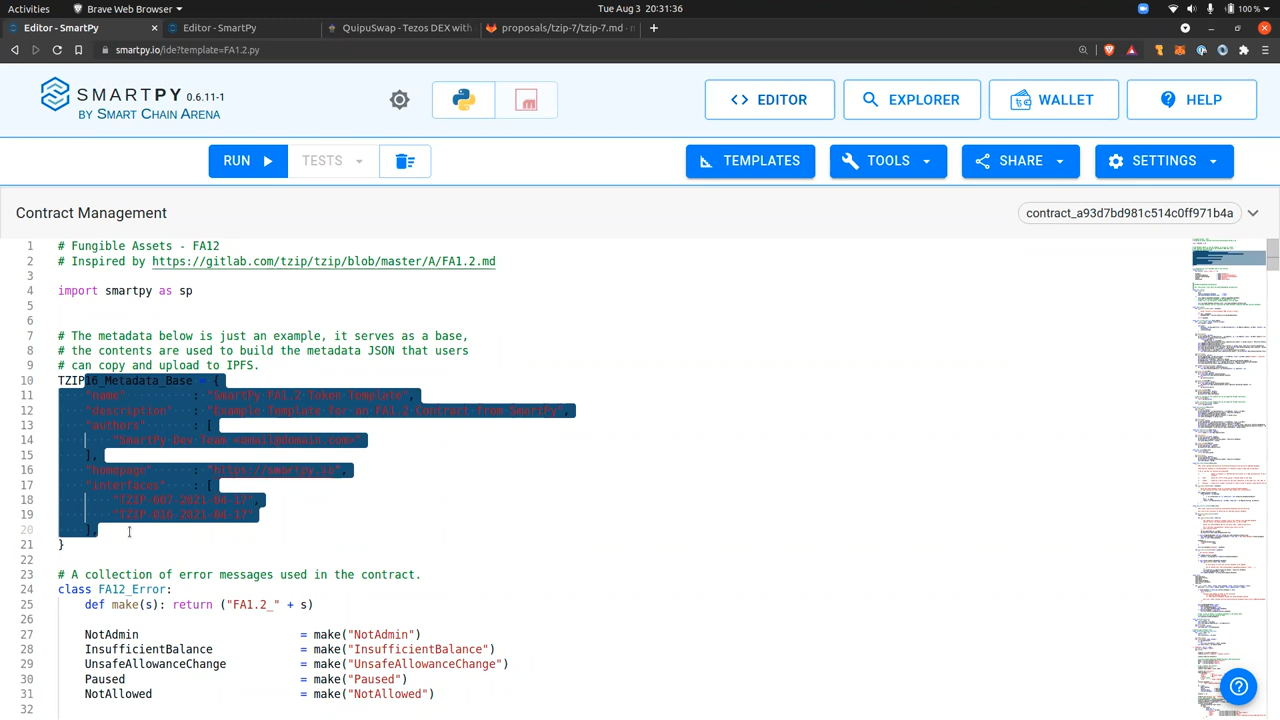 Activities
Brave Web Browser
Tue Aug 3 20:31:36
100 %
Editor - SmartPy
Editor - SmartPy
QuipuSwap - Tezos DEX with
proposals/tzip-7/tzip-7.md · m
smartpy.io/ide?template=FA1.2.py
SMARTPY 0.6.11-1
BY SMART CHAIN ARENA
EDITOR
EXPLORER
WALLET
HELP
RUN
TESTS
TEMPLATES
TOOLS
SHARE
SETTINGS
Contract Management
contract_a93d7bd981c514c0ff971b4a
1 # Fungible Assets - FA12
2 # Inspired by https://gitlab.com/tzip/tzip/blob/master/A/FA1.2.md
3
4 import smartpy as sp
5
6
7 # The metadata below is just an example, it serves as a base,
8 # the contents are used to build the metadata JSON that users
9 # can copy and upload to IPFS.
10 TZIP16_Metadata_Base = {
11 "name" : "SmartPy FA1.2 Token Template",
12 "description" : "Example Template for an FA1.2 Contract from SmartPy",
13 "authors" : [
14 "SmartPy Dev Team <email@domain.com>"
15 ],
16 "homepage" : "https://smartpy.io",
17 "interfaces" : [
18 "TZIP-007-2021-04-17",
19 "TZIP-016-2021-04-17"
20 ]
21 }
22
23 # A collection of error messages used in the contract.
24 class FA12_Error:
25 def make(s): return ("FA1.2_" + s)
26
27 NotAdmin = make("NotAdmin")
28 InsufficientBalance = make("InsufficientBalance")
29 UnsafeAllowanceChange = make("UnsafeAllowanceChange")
30 Paused = make("Paused")
31 NotAllowed = make("NotAllowed")
32